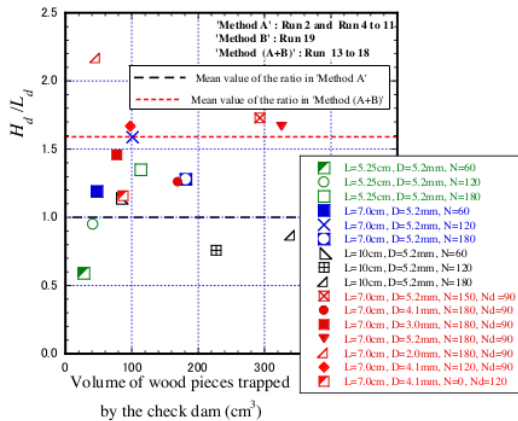 'Method A' : Run 2 and Run 4 to 11
'Method B' : Run 19
'Method (A+B)' : Run 13 to 18
Mean value of the ratio in 'Method A'
Mean value of the ratio in 'Method (A+B)'
H_d /L_d
2.5
2.0
1.5
1.0
0.5
0.0
0
100
200
300
L=5.25cm, D=5.2mm, N=60
L=5.25cm, D=5.2mm, N=120
L=5.25cm, D=5.2mm, N=180
L=7.0cm, D=5.2mm, N=60
L=7.0cm, D=5.2mm, N=120
L=7.0cm, D=5.2mm, N=180
L=10cm, D=5.2mm, N=60
L=10cm, D=5.2mm, N=120
L=10cm, D=5.2mm, N=180
L=7.0cm, D=5.2mm, N=150, Nd =90
L=7.0cm, D=4.1mm, N=180, Nd=90
L=7.0cm, D=3.0mm, N=180, Nd=90
L=7.0cm, D=5.2mm, N=180, Nd=90
L=7.0cm, D=2.0mm, N=180, Nd=90
L=7.0cm, D=4.1mm, N=120, Nd=90
L=7.0cm, D=4.1mm, N=0, Nd=120
Volume of wood pieces trapped
by the check dam (cm³)